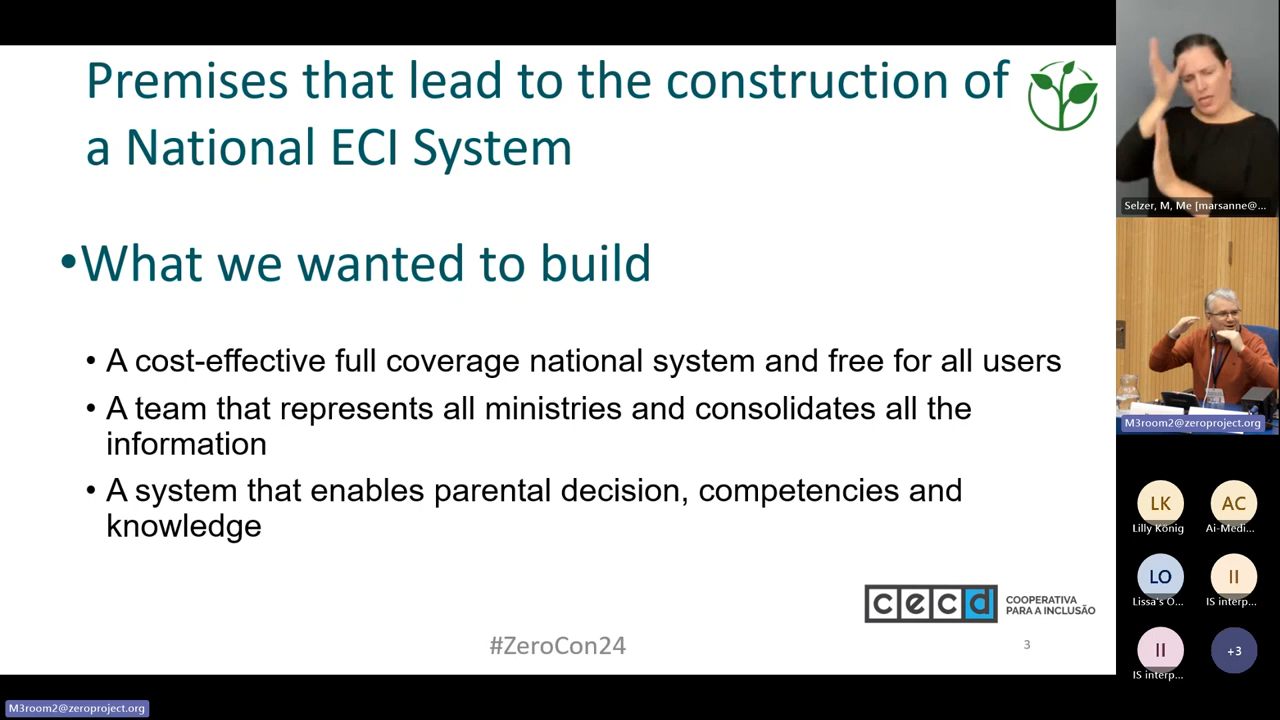 Premises that lead to the construction of
a National ECI System
•What we wanted to build
• A cost-effective full coverage national system and free for all users
• A team that represents all ministries and consolidates all the
information
• A system that enables parental decision, competencies and
knowledge
cecd
COOPERATIVA
PARA A INCLUSÃO
#ZeroCon24
3
M3room2@zeroproject.org
Selzer, M, Me [marsanne@...
M3room2@zeroproject.org
LK
Lilly König
AC
Ai-Medi...
LO
Lissa's O...
II
IS interp...
II
IS interp...
+3